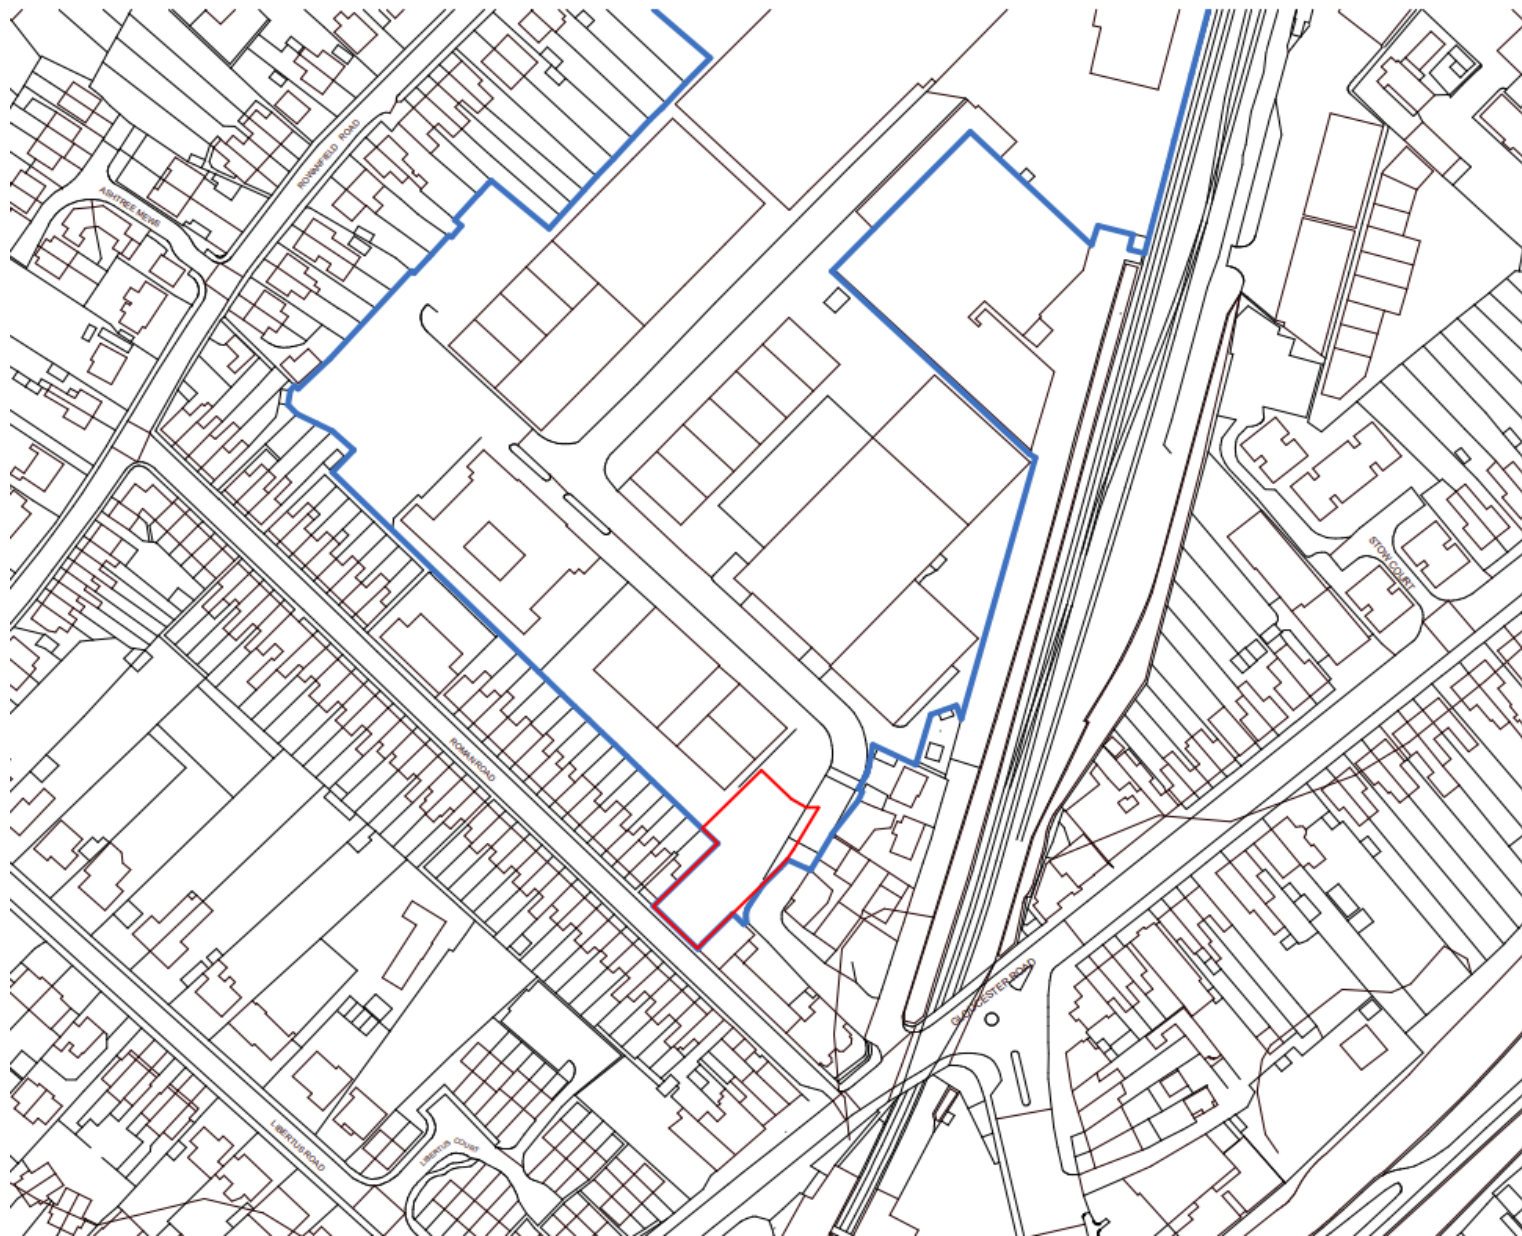 ROWANFIELD ROAD
ASHTREE MEWS
STOW COURT
ROMAN ROAD
GLOUCESTER ROAD
LIBERTUS ROAD
LIBERTUS COURT